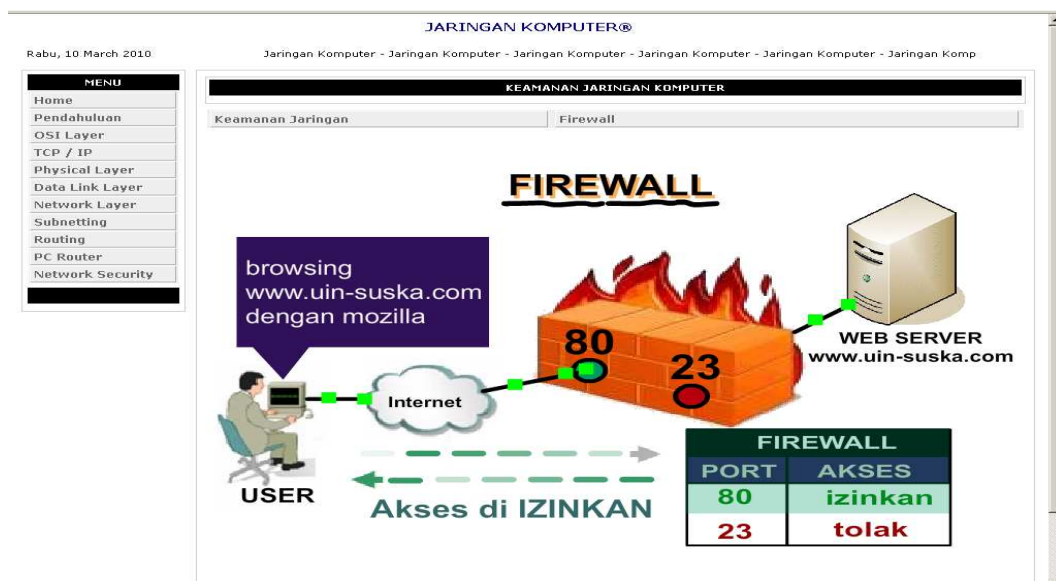 JARINGAN KOMPUTER®
Rabu, 10 March 2010
Jaringan Komputer - Jaringan Komputer - Jaringan Komputer - Jaringan Komputer - Jaringan Komputer - Jaringan Komp
MENU
Home
Pendahuluan
OSI Layer
TCP / IP
Physical Layer
Data Link Layer
Network Layer
Subnetting
Routing
PC Router
Network Security
KEAMANAN JARINGAN KOMPUTER
Keamanan Jaringan
Firewall
FIREWALL
browsing
www.uin-suska.com
dengan mozilla
80
23
WEB SERVER
www.uin-suska.com
Internet
USER
Akses di IZINKAN
FIREWALL
PORT AKSES
80 izinkan
23 tolak